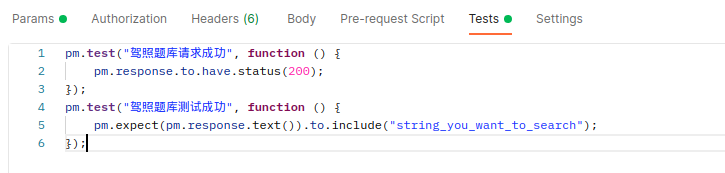 Params Authorization Headers (6) Body Pre-request Script Tests Settings
1 pm.test("驾照题库请求成功", function () {
2 pm.response.to.have.status(200);
3 });
4 pm.test("驾照题库测试成功", function () {
5 pm.expect(pm.response.text()).to.include("string_you_want_to_search");
6 });